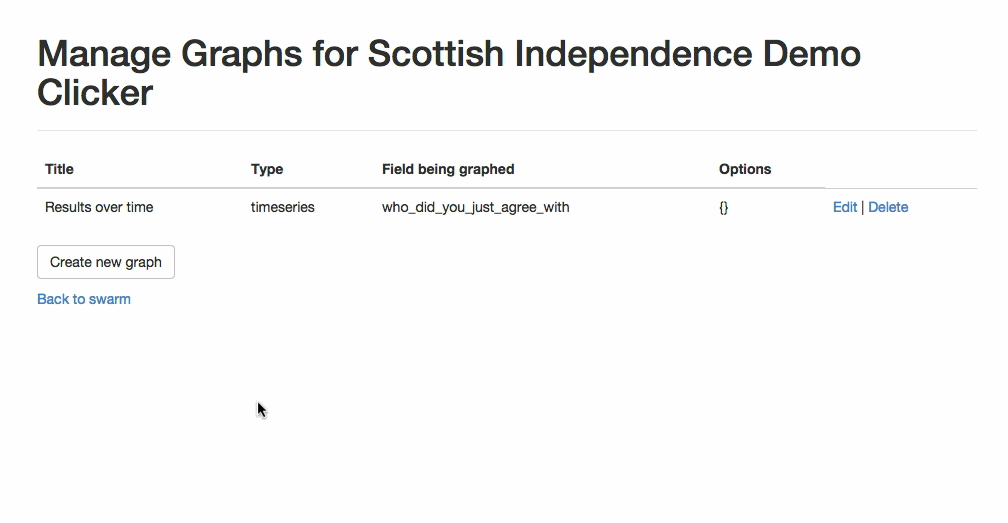 Manage Graphs for Scottish Independence Demo
Clicker
Title Type Field being graphed Options
Results over time timeseries who_did_you_just_agree_with {} Edit | Delete
Create new graph
Back to swarm